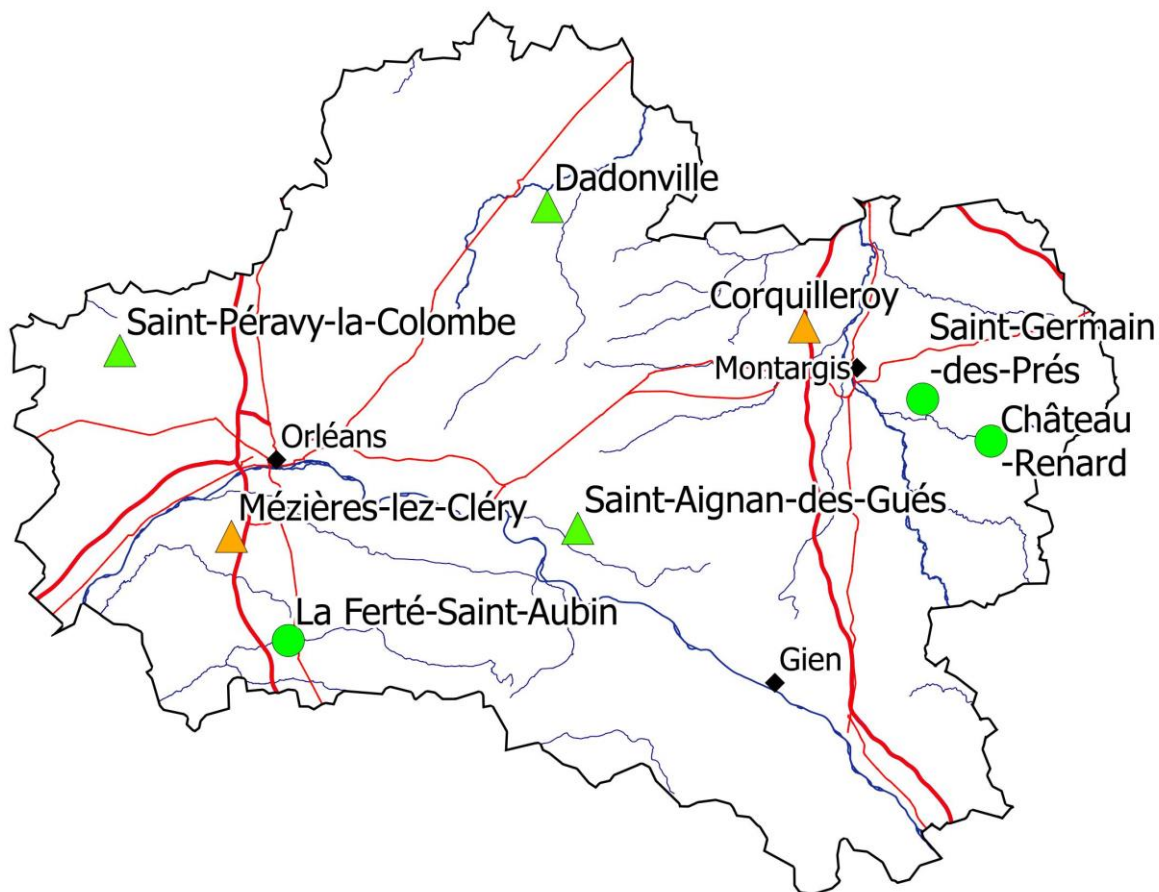 Dadonville
Corquilleroy
Saint-Péravy-la-Colombe
Saint-Germain
-des-Prés
Montargis
Château
-Renard
Orléans
Mézières-lez-Cléry
Saint-Aignan-des-Gués
La Ferté-Saint-Aubin
Gien